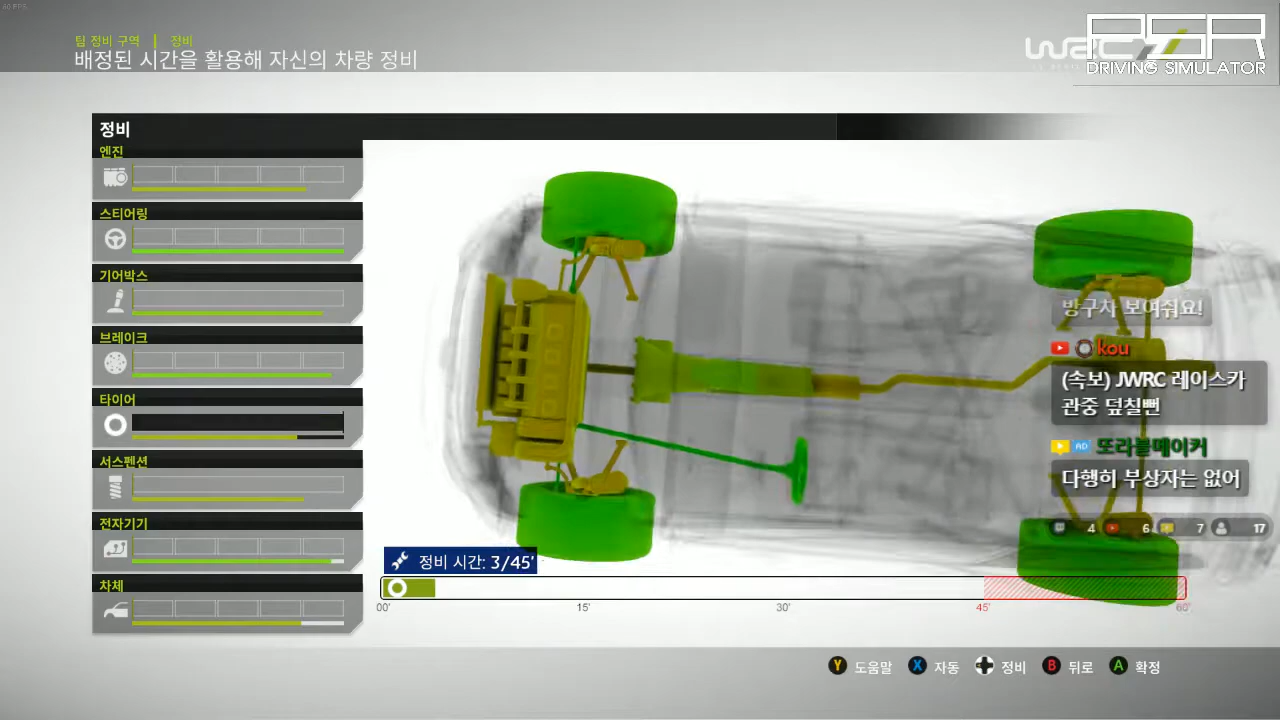 46 FPS
팀 정비 구역 | 정비
배정된 시간을 활용해 자신의 차량 정비
WRC 7
RSR
DRIVING SIMULATOR
정비
엔진
스티어링
기어박스
브레이크
타이어
서스펜션
전자기기
차체
방구차 보여줘요!
kou
(속보) JWRC 레이스카
관중 덮칠뻔
AD 또라블메이커
다행히 부상자는 없어
4 6 7 17
정비 시간: 3/45'
00' 15' 30' 45' 60'
Y 도움말 X 자동 정비 B 뒤로 A 확정